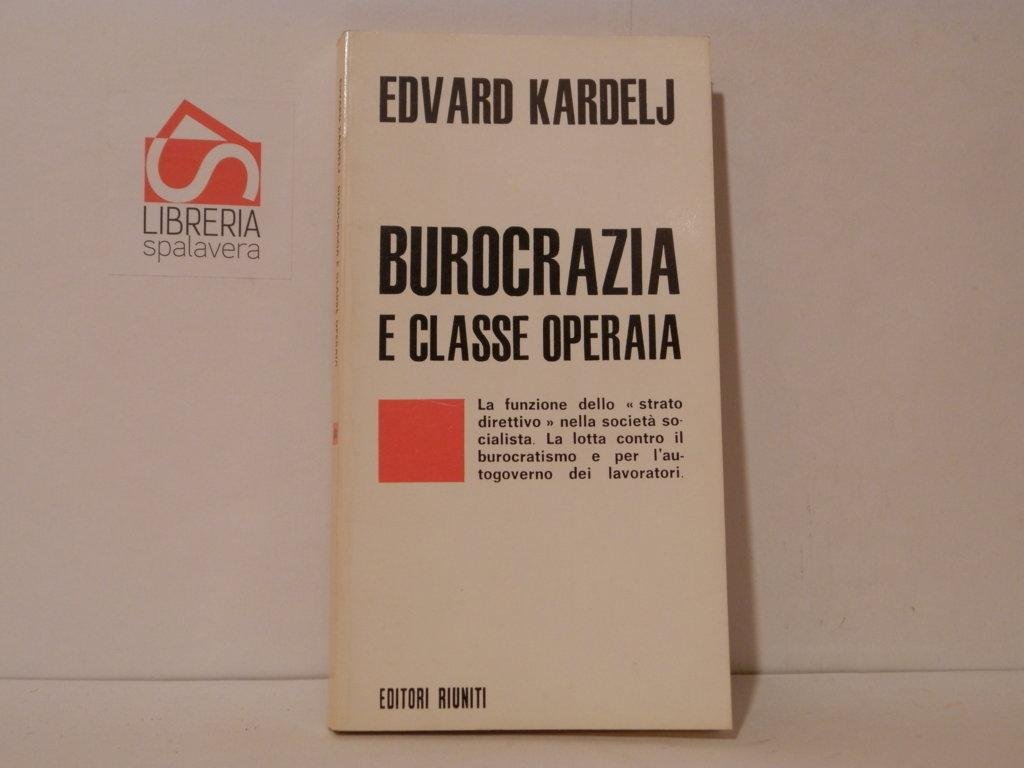 EDVARD KARDELJ
BUROCRAZIA
E CLASSE OPERAIA
La funzione dello « strato
direttivo » nella società so-
cialista. La lotta contro il
burocratismo e per l'au-
togoverno dei lavoratori.
EDITORI RIUNITI
LIBRERIA
spalavera